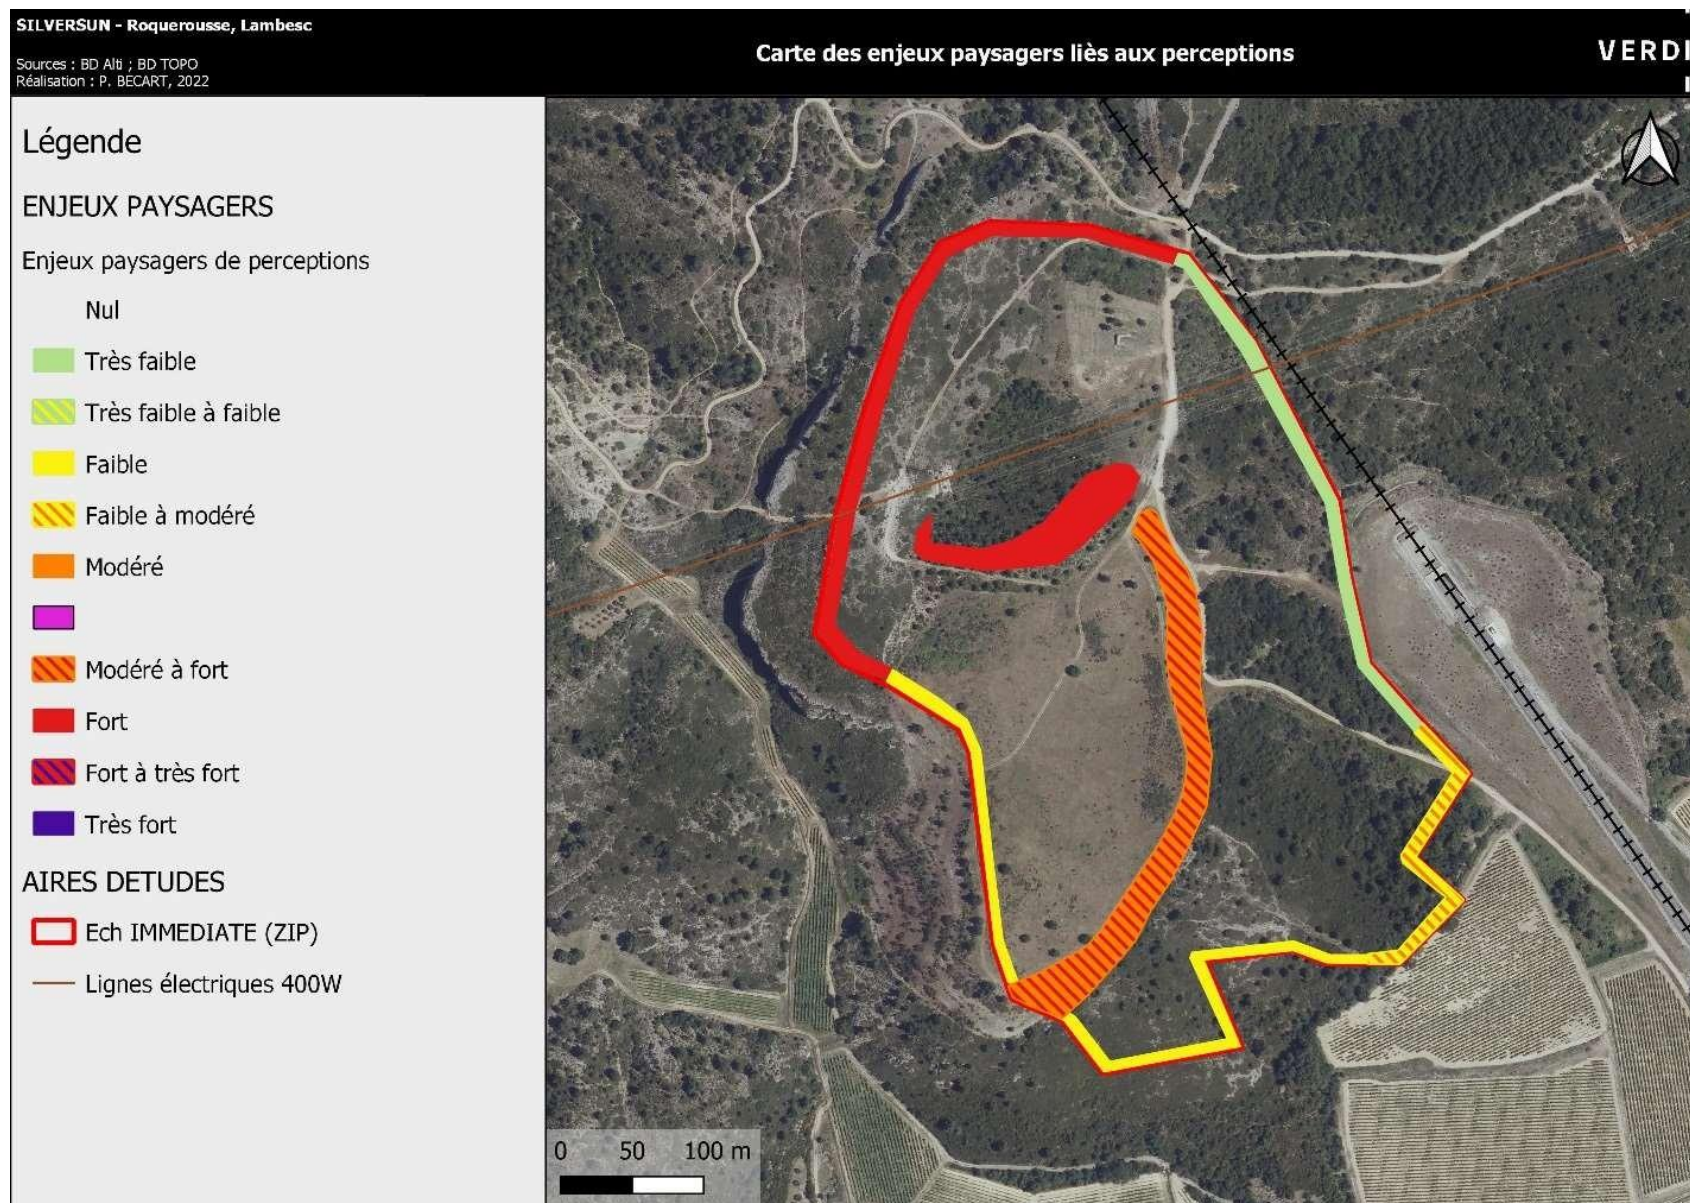 SILVERSUN - Roquerousse, Lambesc
Sources : BD Alti ; BD TOPO
Réalisation : P. BECART, 2022
Carte des enjeux paysagers liès aux perceptions
VERDI
Légende
ENJEUX PAYSAGERS
Enjeux paysagers de perceptions
Nul
Très faible
Très faible à faible
Faible
Faible à modéré
Modéré
Modéré à fort
Fort
Fort à très fort
Très fort
AIRES DETUDES
Ech IMMEDIATE (ZIP)
Lignes électriques 400W
0 50 100 m